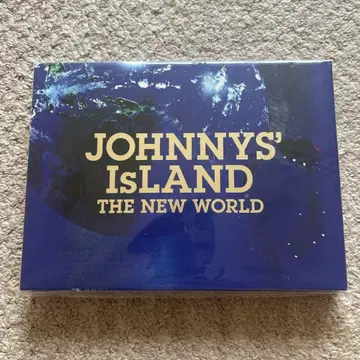 JOHNNYS'
IsLAND
THE NEW WORLD